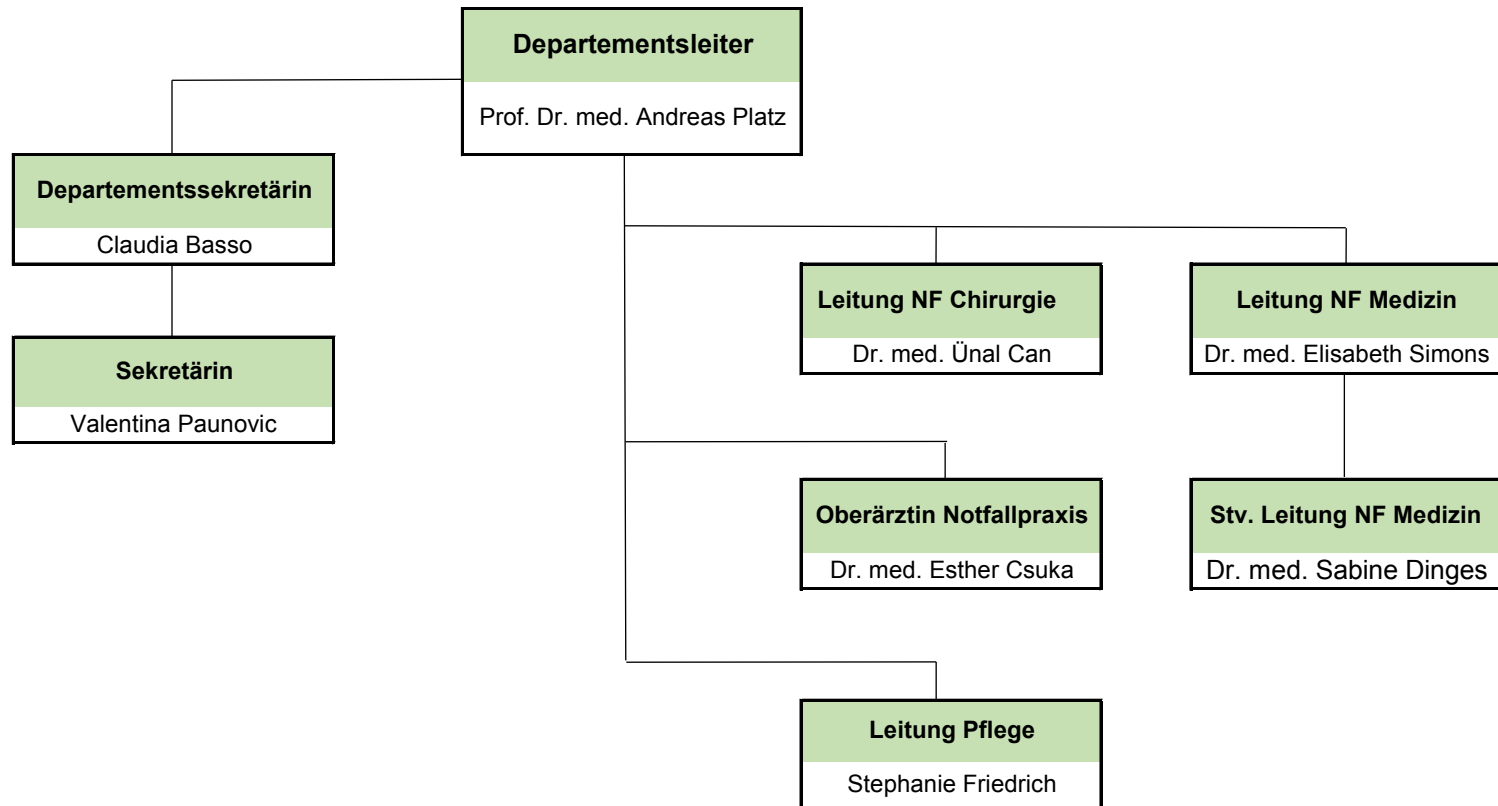 Departementsleiter
Prof. Dr. med. Andreas Platz
Departementssekretärin
Claudia Basso
Sekretärin
Valentina Paunovic
Leitung NF Chirurgie
Dr. med. Ünal Can
Leitung NF Medizin
Dr. med. Elisabeth Simons
Oberärztin Notfallpraxis
Dr. med. Esther Csuka
Stv. Leitung NF Medizin
Dr. med. Sabine Dinges
Leitung Pflege
Stephanie Friedrich